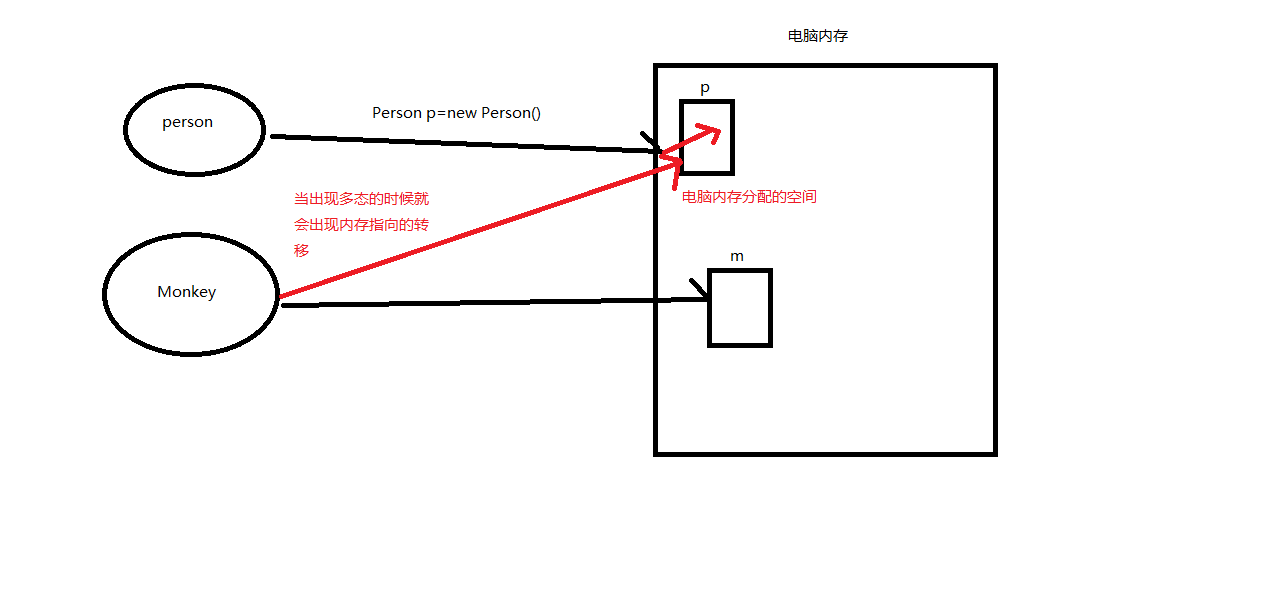 电脑内存
p
Person p=new Person()
person
当出现多态的时候就
会出现内存指向的转
移
电脑内存分配的空间
m
Monkey